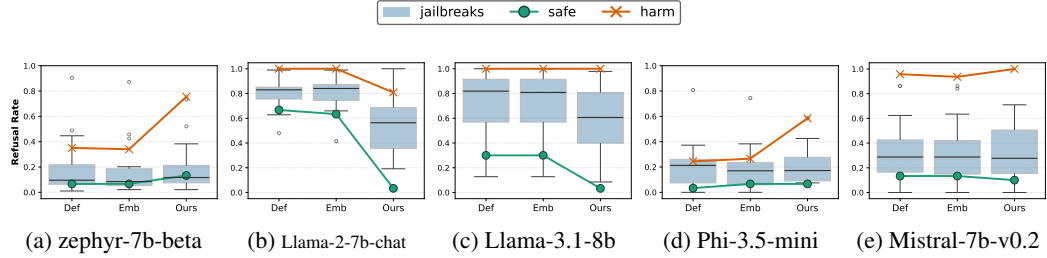 jailbreaks safe harm
Refusal Rate
1.0 0.8 0.6 0.4 0.2 0.0
Def Emb Ours
1.0 0.8 0.6 0.4 0.2 0.0
Def Emb Ours
1.0 0.8 0.6 0.4 0.2 0.0
Def Emb Ours
1.0 0.8 0.6 0.4 0.2 0.0
Def Emb Ours
1.0 0.8 0.6 0.4 0.2 0.0
Def Emb Ours
(a) zephyr-7b-beta
(b) Llama-2-7b-chat
(c) Llama-3.1-8b
(d) Phi-3.5-mini
(e) Mistral-7b-v0.2